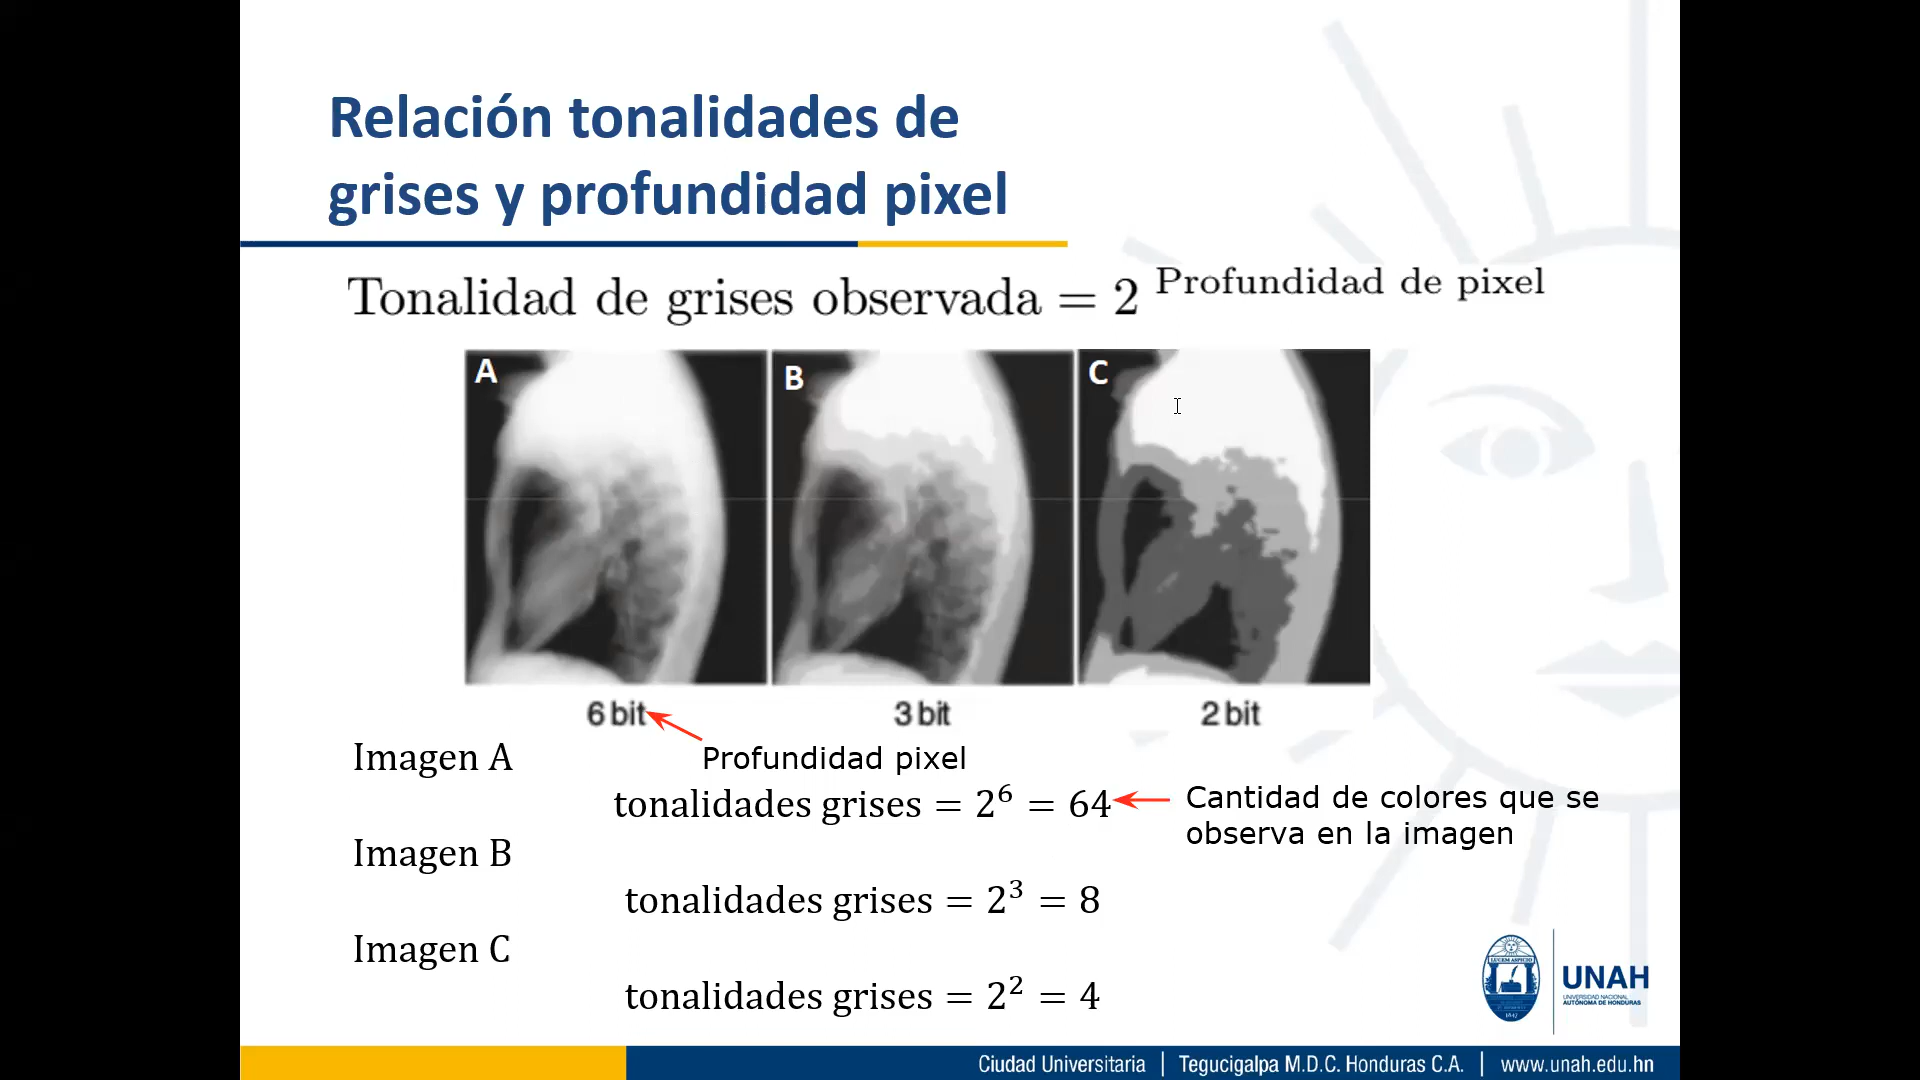 Relación tonalidades de
grises y profundidad pixel
Tonalidad de grises observada = 2 ^Profundidad de pixel
A
B
C
6 bit
3 bit
2 bit
Profundidad pixel
Imagen A
tonalidades grises = 2⁶ = 64
Cantidad de colores que se
observa en la imagen
Imagen B
tonalidades grises = 2³ = 8
Imagen C
tonalidades grises = 2² = 4
LUCEM ASPICIO
1847
UNAH
UNIVERSIDAD NACIONAL
AUTÓNOMA DE HONDURAS
Ciudad Universitaria | Tegucigalpa M.D.C. Honduras C.A. | www.unah.edu.hn